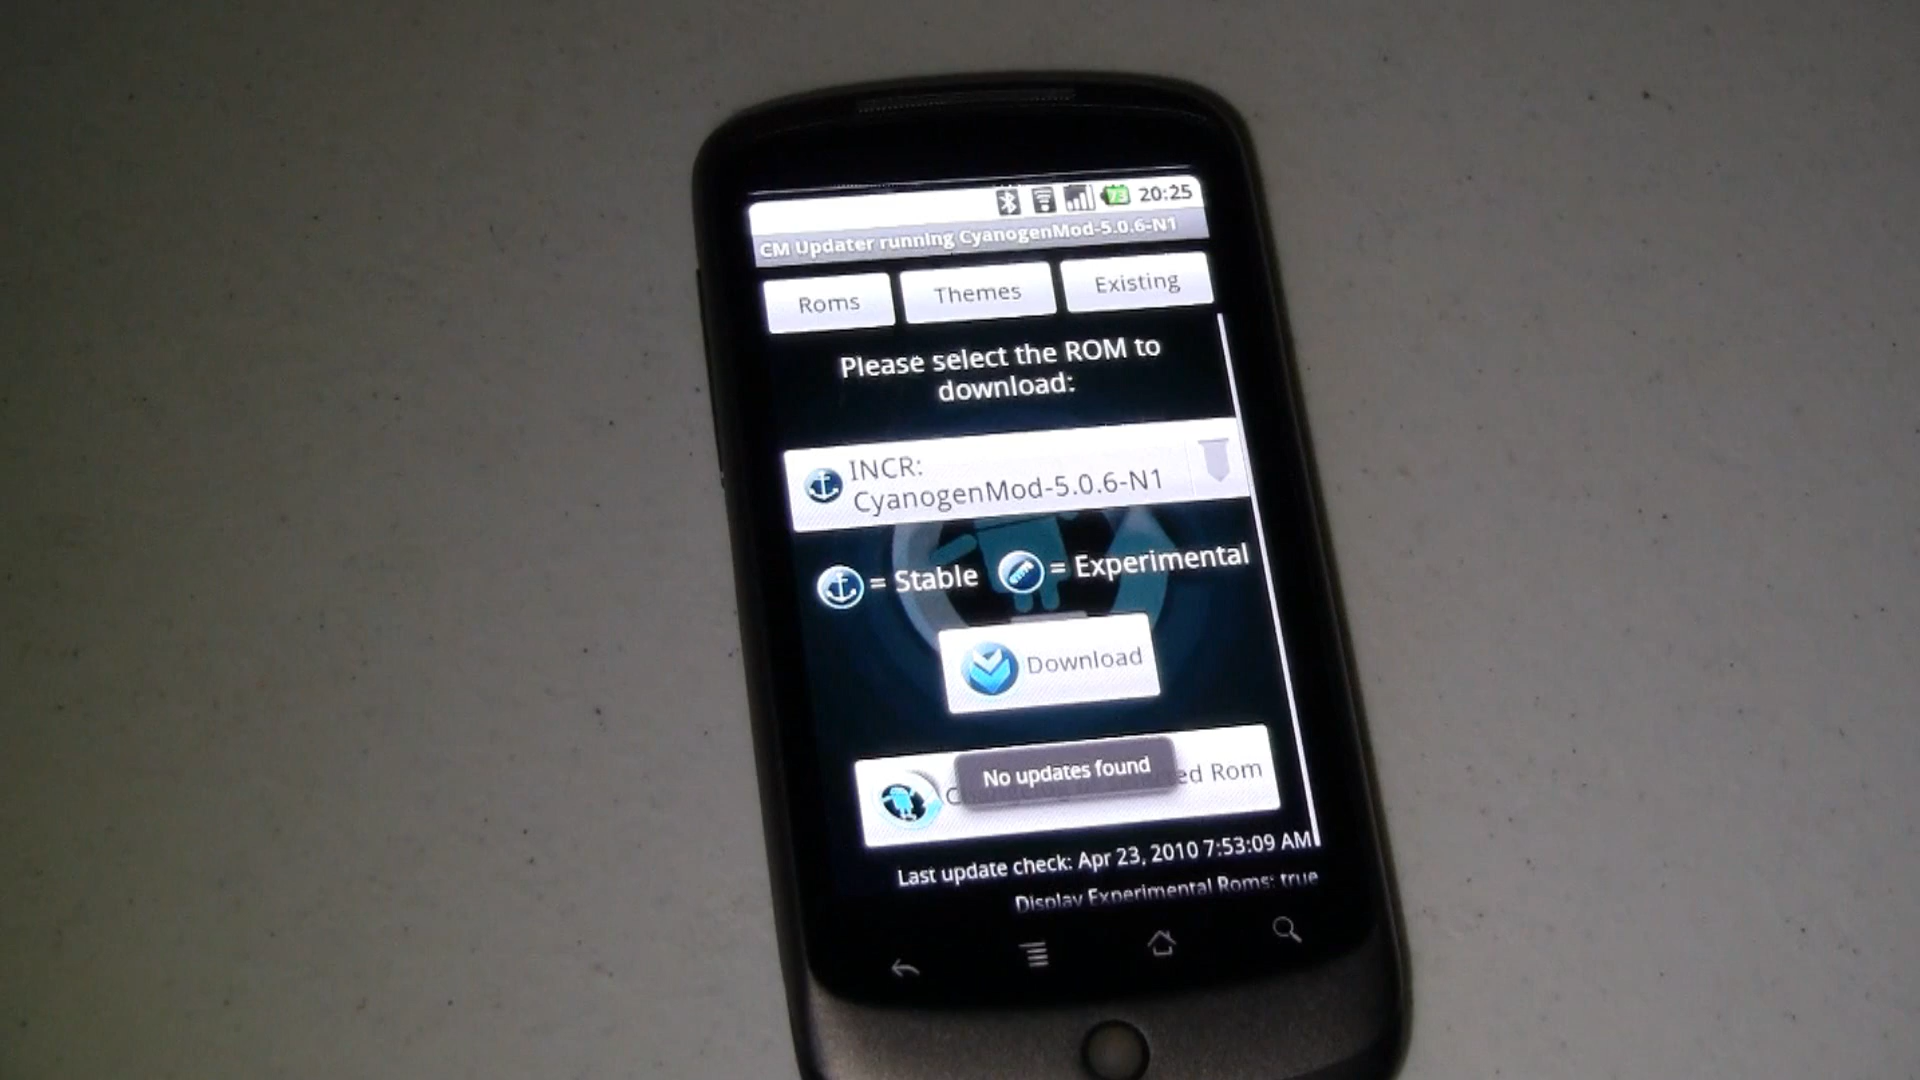 73 20:25
CM Updater running CyanogenMod-5.0.6-N1
Roms Themes Existing
Please select the ROM to
download:
INCR:
CyanogenMod-5.0.6-N1
= Stable = Experimental
Download
No updates found
ed Rom
Last update check: Apr 23, 2010 7:53:09 AM
Display Experimental Roms: true